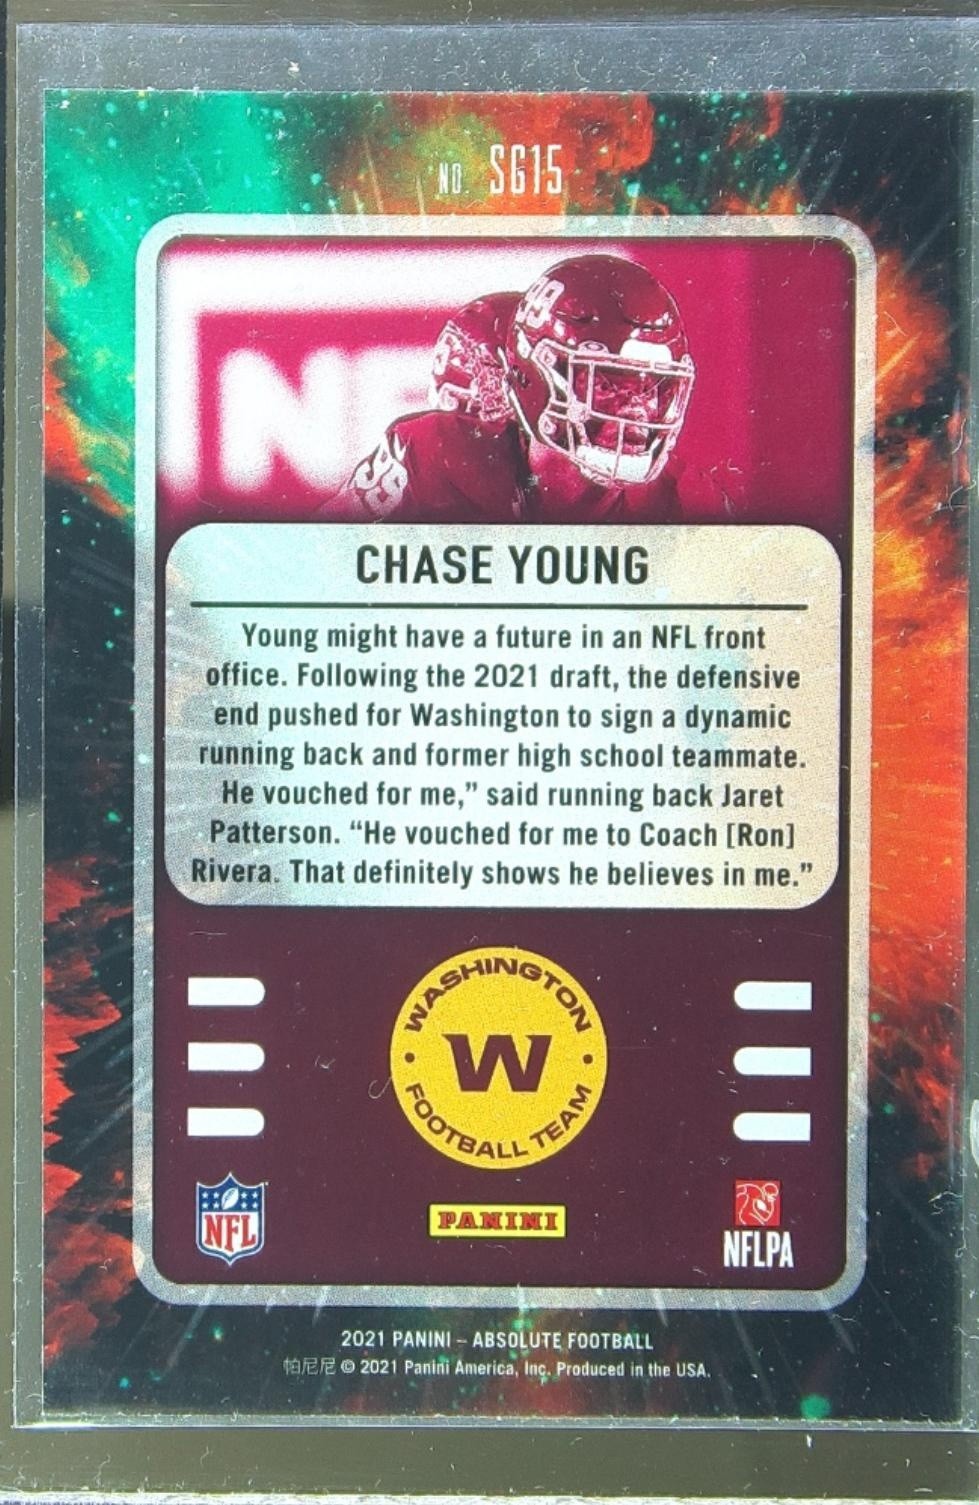 NO. SG15
99
NF
99
CHASE YOUNG
Young might have a future in an NFL front
office. Following the 2021 draft, the defensive
end pushed for Washington to sign a dynamic
running back and former high school teammate.
He vouched for me,” said running back Jaret
Patterson. “He vouched for me to Coach [Ron]
Rivera. That definitely shows he believes in me.”
WASHINGTON
W
FOOTBALL TEAM
NFL
PANINI
NFLPA
2021 PANINI – ABSOLUTE FOOTBALL
帕尼尼 © 2021 Panini America, Inc. Produced in the USA.